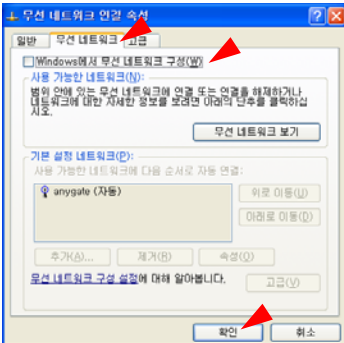 무선 네트워크 연결 속성
일반 무선 네트워크 고급
Windows에서 무선 네트워크 구성(W)
사용 가능한 네트워크(N):
범위 안에 있는 무선 네트워크에 연결 또는 연결을 해제하거나
네트워크에 대한 자세한 정보를 보려면 아래의 단추를 클릭하십
시오.
무선 네트워크 보기
기본 설정 네트워크(P):
사용 가능한 네트워크에 다음 순서로 자동 연결:
anygate (자동)
위로 이동(U)
아래로 이동(D)
추가(A)... 제거(R) 속성(O)
무선 네트워크 구성 설정에 대해 알아봅니다.
고급(V)
확인 취소